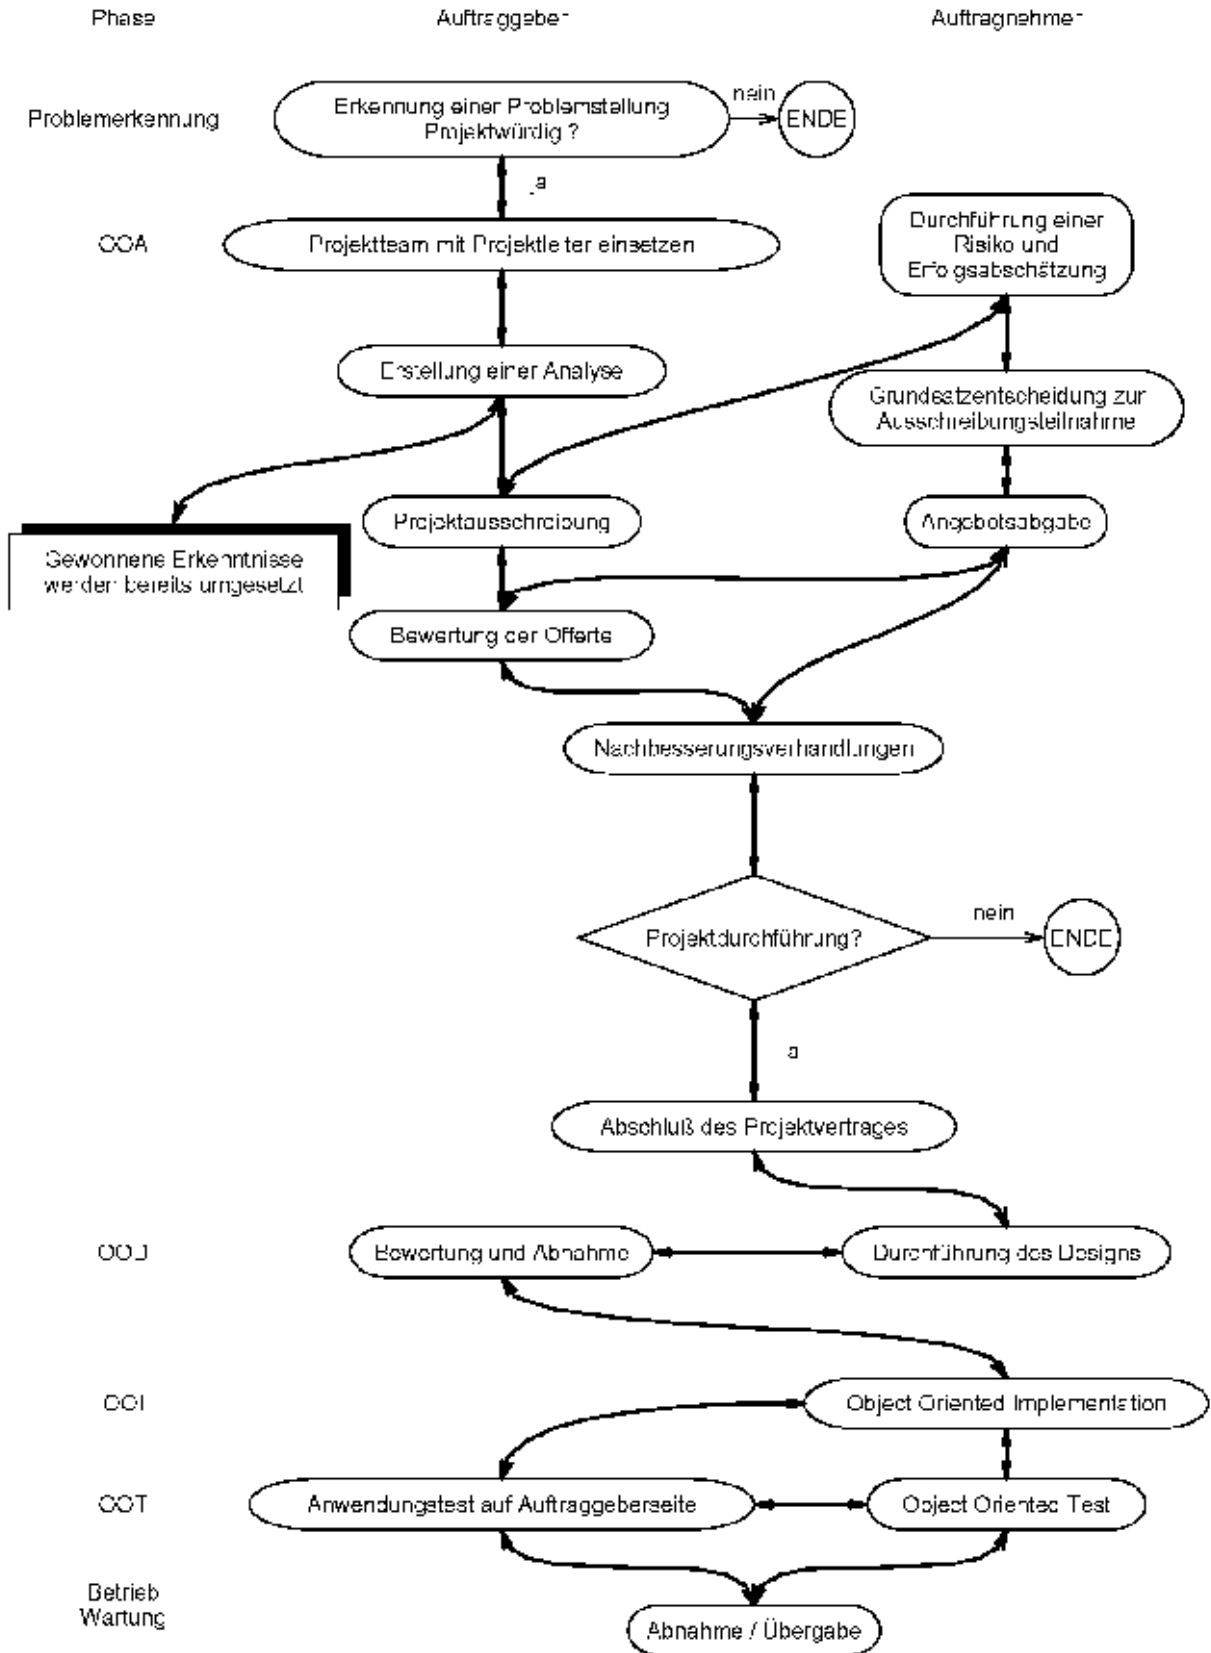 Phase
Auftraggeber
Auftragnehmer
Problemerkennung
Erkennung einer Problemstellung
Projektwürdig ?
nein
ENDE
ja
OOA
Projektteam mit Projektleiter einsetzen
Durchführung einer
Risiko und
Erfolgsabschätzung
Erstellung einer Analyse
Grundsatzentscheidung zur
Ausschreibungsteilnahme
Projektausschreibung
Angebotsabgabe
Gewonnene Erkenntnisse
werden bereits umgesetzt
Bewertung der Offerte
Nachbesserungsverhandlungen
Projektdurchführung?
nein
ENDE
ja
Abschluß des Projektvertrages
OOD
Bewertung und Abnahme
Durchführung des Designs
OOI
Object Oriented Implementation
OOT
Anwendungstest auf Auftraggeberseite
Object Oriented Test
Betrieb
Wartung
Abnahme / Übergabe